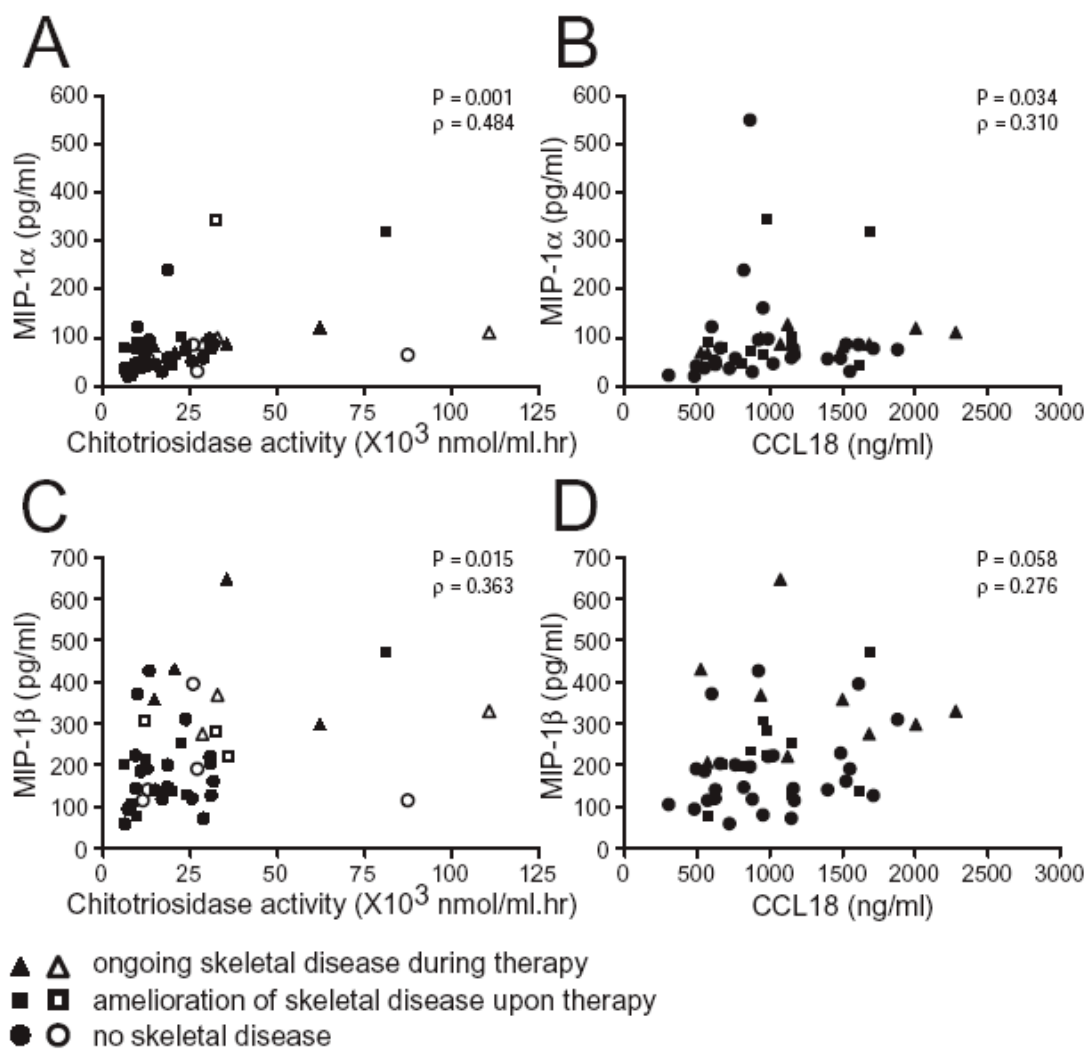 A
P = 0.001
ρ = 0.484
MIP-1α (pg/ml)
600
500
400
300
200
100
0
0 25 50 75 100 125
Chitotriosidase activity (X10³ nmol/ml.hr)
B
P = 0.034
ρ = 0.310
MIP-1α (pg/ml)
600
500
400
300
200
100
0
0 500 1000 1500 2000 2500 3000
CCL18 (ng/ml)
C
P = 0.015
ρ = 0.363
MIP-1β (pg/ml)
700
600
500
400
300
200
100
0
0 25 50 75 100 125
Chitotriosidase activity (X10³ nmol/ml.hr)
D
P = 0.058
ρ = 0.276
MIP-1β (pg/ml)
700
600
500
400
300
200
100
0
0 500 1000 1500 2000 2500 3000
CCL18 (ng/ml)
ongoing skeletal disease during therapy
amelioration of skeletal disease upon therapy
no skeletal disease